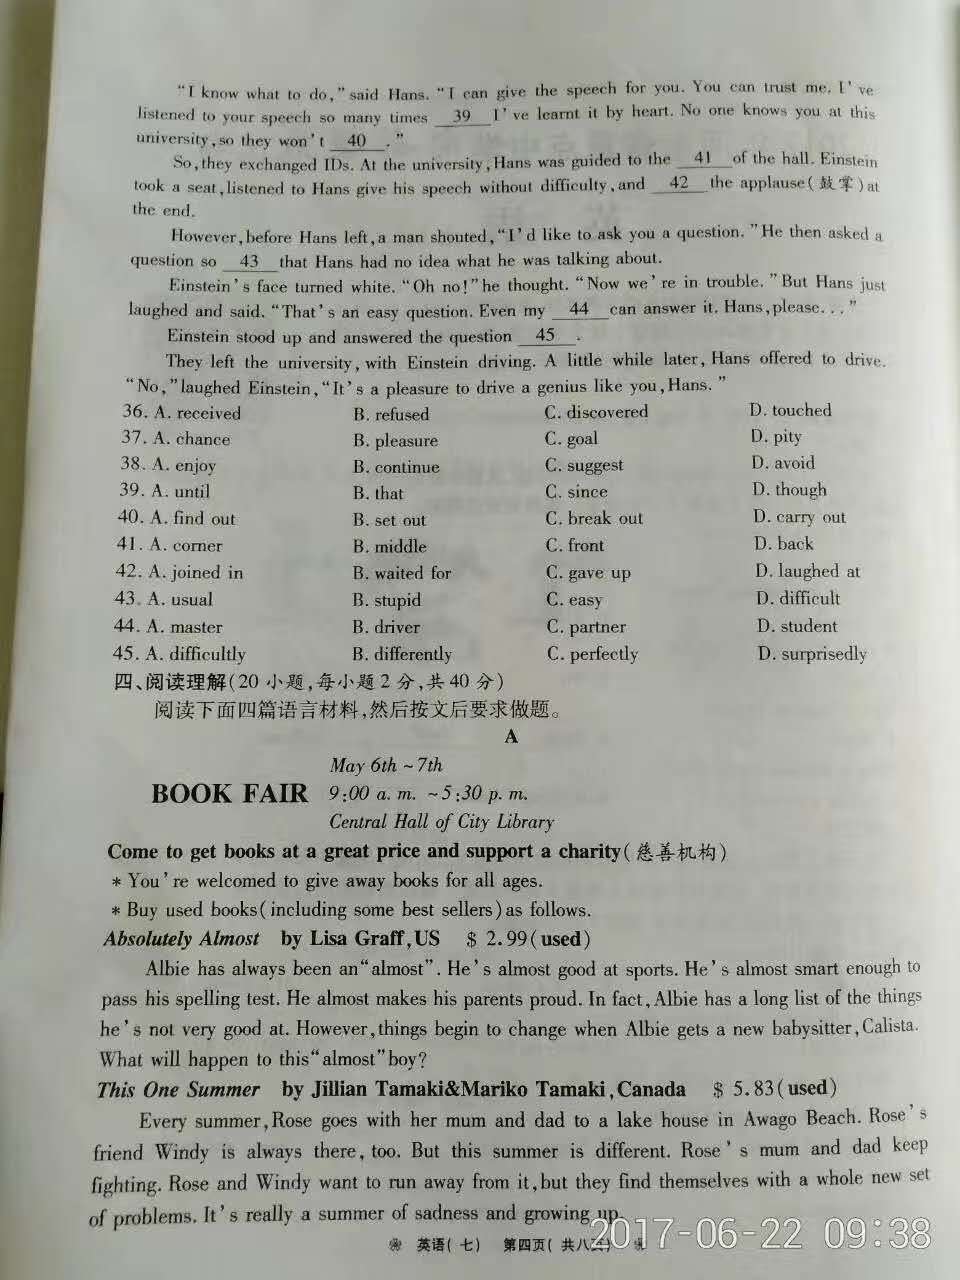 “I know what to do,”said Hans. “I can give the speech for you. You can trust me. I’ve
listened to your speech so many times 39 I’ve learnt it by heart. No one knows you at this
university,so they won’t 40 .”
So,they exchanged IDs. At the university,Hans was guided to the 41 of the hall. Einstein
took a seat,listened to Hans give his speech without difficulty,and 42 the applause(鼓掌)at
the end.
However,before Hans left,a man shouted,“I’d like to ask you a question.”He then asked a
question so 43 that Hans had no idea what he was talking about.
Einstein’s face turned white. “Oh no!”he thought. “Now we’re in trouble.”But Hans just
laughed and said. “That’s an easy question. Even my 44 can answer it. Hans,please...”
Einstein stood up and answered the question 45 .
They left the university,with Einstein driving. A little while later,Hans offered to drive.
“No,”laughed Einstein,“It’s a pleasure to drive a genius like you,Hans.”
36. A. received B. refused C. discovered D. touched
37. A. chance B. pleasure C. goal D. pity
38. A. enjoy B. continue C. suggest D. avoid
39. A. until B. that C. since D. though
40. A. find out B. set out C. break out D. carry out
41. A. corner B. middle C. front D. back
42. A. joined in B. waited for C. gave up D. laughed at
43. A. usual B. stupid C. easy D. difficult
44. A. master B. driver C. partner D. student
45. A. difficultly B. differently C. perfectly D. surprisedly
四、阅读理解(20 小题,每小题 2 分,共 40 分)
阅读下面四篇语言材料,然后按文后要求做题。
A
May 6th ~7th
BOOK FAIR 9:00 a. m. ~5:30 p. m.
Central Hall of City Library
Come to get books at a great price and support a charity(慈善机构)
* You’re welcomed to give away books for all ages.
* Buy used books(including some best sellers)as follows.
Absolutely Almost by Lisa Graff,US $ 2.99(used)
Albie has always been an“almost”. He’s almost good at sports. He’s almost smart enough to
pass his spelling test. He almost makes his parents proud. In fact,Albie has a long list of the things
he’s not very good at. However,things begin to change when Albie gets a new babysitter,Calista.
What will happen to this“almost”boy?
This One Summer by Jillian Tamaki&Mariko Tamaki,Canada $ 5.83(used)
Every summer,Rose goes with her mum and dad to a lake house in Awago Beach. Rose’s
friend Windy is always there, too. But this summer is different. Rose’s mum and dad keep
fighting. Rose and Windy want to run away from it,but they find themselves with a whole new set
of problems. It’s really a summer of sadness and growing up.
英语(七) 第四页(共八页)
2017-06-22 09:38